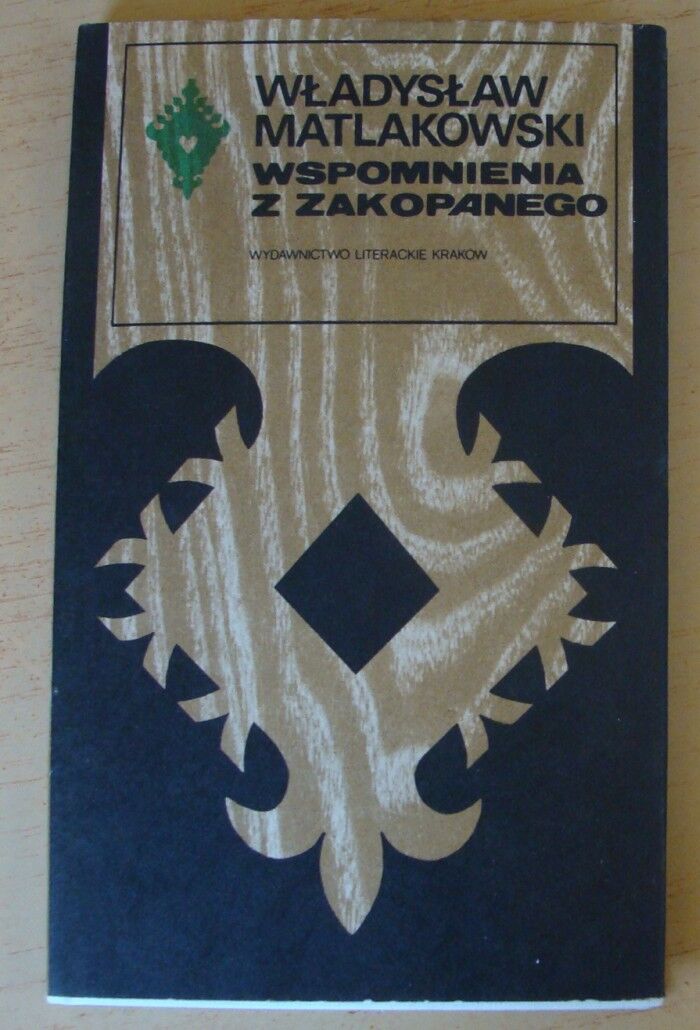 WŁADYSŁAW
MATLAKOWSKI
WSPOMNIENIA
Z ZAKOPANEGO
WYDAWNICTWO LITERACKIE KRAKÓW